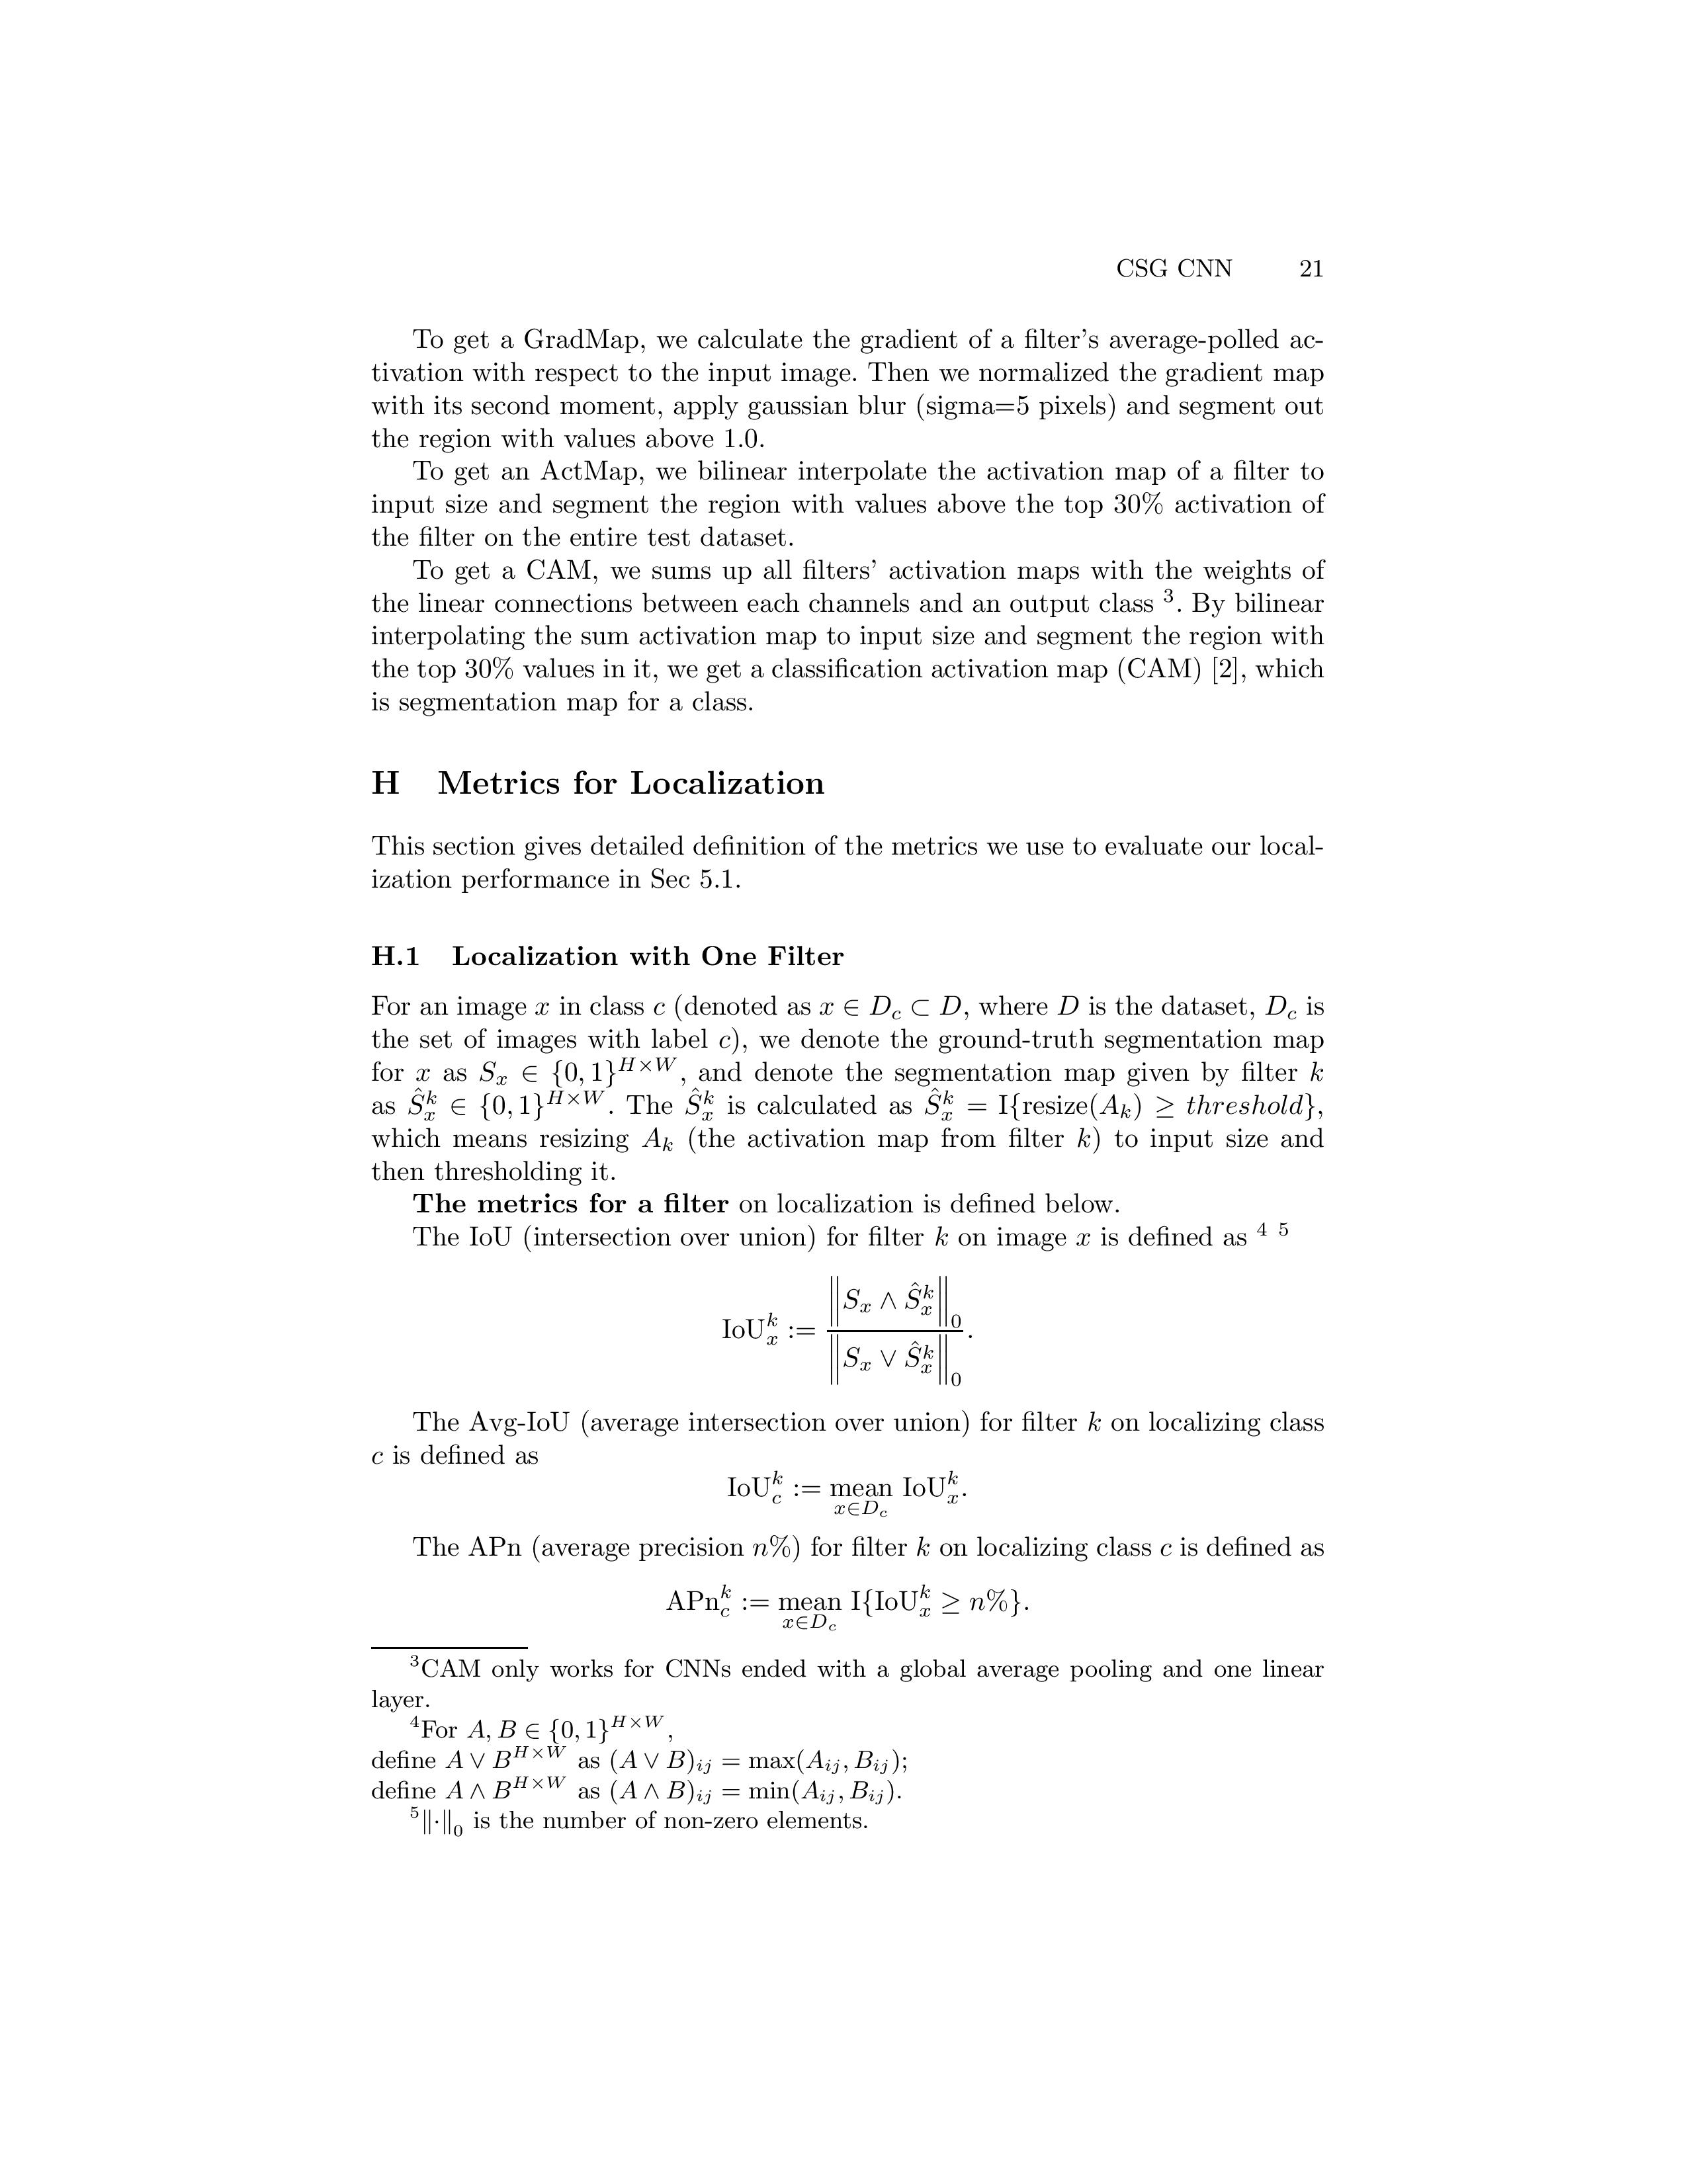 CSG CNN 21
To get a GradMap, we calculate the gradient of a filter's average-polled ac-
tivation with respect to the input image. Then we normalized the gradient map
with its second moment, apply gaussian blur (sigma=5 pixels) and segment out
the region with values above 1.0.
To get an ActMap, we bilinear interpolate the activation map of a filter to
input size and segment the region with values above the top 30% activation of
the filter on the entire test dataset.
To get a CAM, we sums up all filters' activation maps with the weights of
the linear connections between each channels and an output class ³. By bilinear
interpolating the sum activation map to input size and segment the region with
the top 30% values in it, we get a classification activation map (CAM) [2], which
is segmentation map for a class.
H Metrics for Localization
This section gives detailed definition of the metrics we use to evaluate our local-
ization performance in Sec 5.1.
H.1 Localization with One Filter
For an image $x$ in class $c$ (denoted as $x \in D_c \subset D$, where $D$ is the dataset, $D_c$ is
the set of images with label $c$), we denote the ground-truth segmentation map
for $x$ as $S_x \in \{0,1\}^{H \times W}$, and denote the segmentation map given by filter $k$
as $\hat{S}_x^k \in \{0,1\}^{H \times W}$. The $\hat{S}_x^k$ is calculated as $\hat{S}_x^k = \mathrm{I}\{\mathrm{resize}(A_k) \geq threshold\}$,
which means resizing $A_k$ (the activation map from filter $k$) to input size and
then thresholding it.
The metrics for a filter on localization is defined below.
The IoU (intersection over union) for filter $k$ on image $x$ is defined as ⁴ ⁵
$\mathrm{IoU}_x^k := \frac{\left\| S_x \wedge \hat{S}_x^k \right\|_0}{\left\| S_x \vee \hat{S}_x^k \right\|_0}.$
The Avg-IoU (average intersection over union) for filter $k$ on localizing class
$c$ is defined as
$\mathrm{IoU}_c^k := \underset{x \in D_c}{\mathrm{mean}}\ \mathrm{IoU}_x^k.$
The APn (average precision $n\%$) for filter $k$ on localizing class $c$ is defined as
$\mathrm{APn}_c^k := \underset{x \in D_c}{\mathrm{mean}}\ \mathrm{I}\{\mathrm{IoU}_x^k \geq n\%\}.$
³CAM only works for CNNs ended with a global average pooling and one linear
layer.
⁴For $A, B \in \{0,1\}^{H \times W}$,
define $A \vee B^{H \times W}$ as $(A \vee B)_{ij} = \max(A_{ij}, B_{ij})$;
define $A \wedge B^{H \times W}$ as $(A \wedge B)_{ij} = \min(A_{ij}, B_{ij})$.
⁵$\|\cdot\|_0$ is the number of non-zero elements.